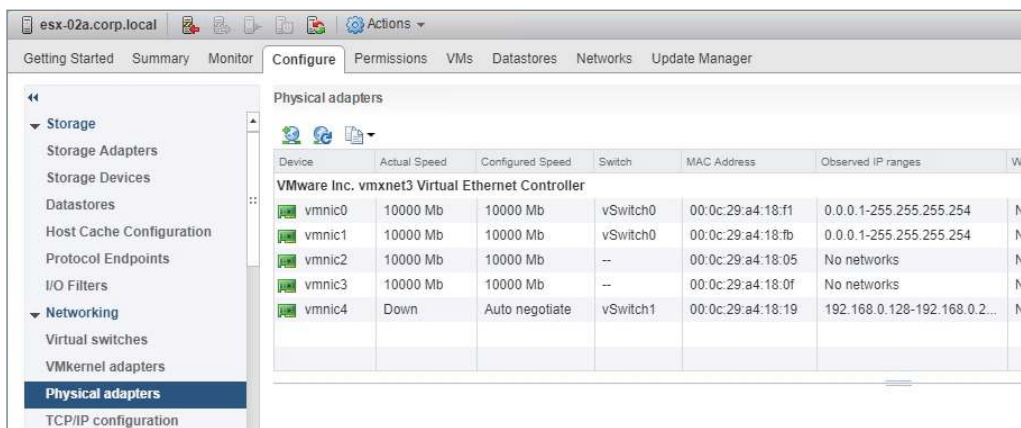 esx-02a.corp.local Actions
Getting Started Summary Monitor Configure Permissions VMs Datastores Networks Update Manager
Storage
Storage Adapters
Storage Devices
Datastores
Host Cache Configuration
Protocol Endpoints
I/O Filters
Networking
Virtual switches
VMkernel adapters
Physical adapters
TCP/IP configuration
Physical adapters
Device Actual Speed Configured Speed Switch MAC Address Observed IP ranges W
VMware Inc. vmxnet3 Virtual Ethernet Controller
vmnic0 10000 Mb 10000 Mb vSwitch0 00:0c:29:a4:18:f1 0.0.0.1-255.255.255.254 N
vmnic1 10000 Mb 10000 Mb vSwitch0 00:0c:29:a4:18:fb 0.0.0.1-255.255.255.254 N
vmnic2 10000 Mb 10000 Mb -- 00:0c:29:a4:18:05 No networks N
vmnic3 10000 Mb 10000 Mb -- 00:0c:29:a4:18:0f No networks N
vmnic4 Down Auto negotiate vSwitch1 00:0c:29:a4:18:19 192.168.0.128-192.168.0.2... N